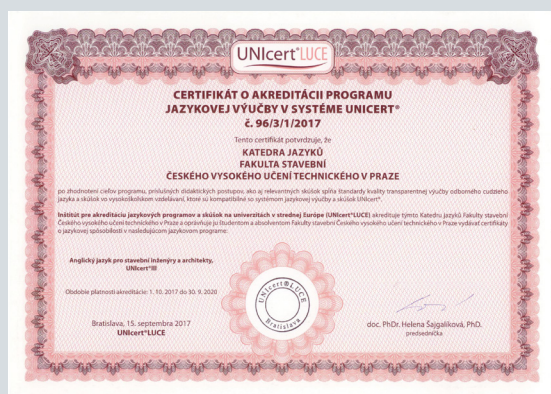 UNIcert®LUCE
CERTIFIKÁT O AKREDITÁCII PROGRAMU
JAZYKOVEJ VÝUČBY V SYSTÉME UNICERT®
č. 96/3/1/2017
Tento certifikát potvrdzuje, že
KATEDRA JAZYKŮ
FAKULTA STAVEBNÍ
ČESKÉHO VYSOKÉHO UČENÍ TECHNICKÉHO V PRAZE
po zhodnotení cieľov programu, príslušných didaktických postupov, ako aj relevantných skúšok spĺňa štandardy kvality transparentnej výučby odborného cudzieho
jazyka a skúšok vo vysokoškolskom vzdelávaní, ktoré sú kompatibilné so systémom jazykovej výučby a skúšok UNIcert®.
Inštitút pre akreditáciu jazykových programov a skúšok na univerzitách v strednej Európe (UNIcert®LUCE) akredituje týmto Katedru jazyků Fakulty stavební
Českého vysokého učení technického v Praze a oprávňuje ju študentom a absolventom Fakulty stavební Českého vysokého učení technického v Praze vydávať certifikáty
o jazykovej spôsobilosti v nasledujúcom jazykovom programe:
Anglický jazyk pro stavební inženýry a architekty,
UNIcert®III
Obdobie platnosti akreditácie: 1. 10. 2017 do 30. 9. 2020
UNIcert®LUCE
Bratislava
Bratislava, 15. septembra 2017
UNIcert®LUCE
doc. PhDr. Helena Šajgalíková, PhD.
predsedníčka